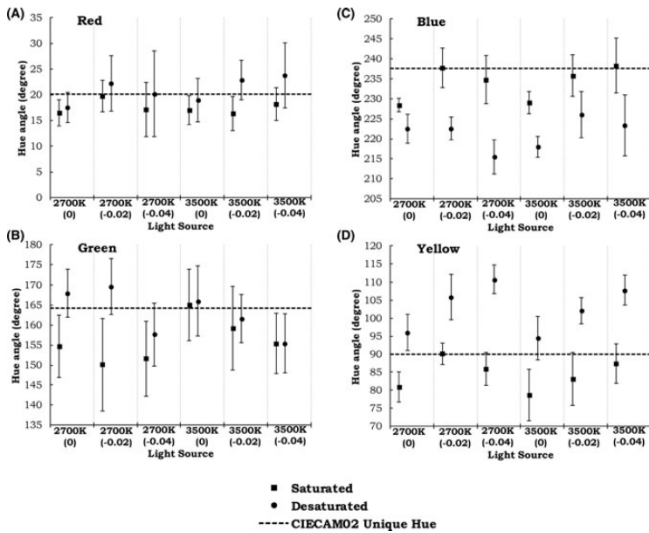 (A)
Red
Hue angle (degree)
35
30
25
20
15
10
5
0
2700K 2700K 2700K 3500K 3500K 3500K
(0) (-0.02) (-0.04) (0) (-0.02) (-0.04)
Light Source
(C)
Blue
Hue angle (degree)
250
245
240
235
230
225
220
215
210
205
2700K 2700K 2700K 3500K 3500K 3500K
(0) (-0.02) (-0.04) (0) (-0.02) (-0.04)
Light Source
(B)
Green
Hue angle (degree)
180
175
170
165
160
155
150
145
140
135
2700K 2700K 2700K 3500K 3500K 3500K
(0) (-0.02) (-0.04) (0) (-0.02) (-0.04)
Light Source
(D)
Yellow
Hue angle (degree)
120
115
110
105
100
95
90
85
80
75
70
2700K 2700K 2700K 3500K 3500K 3500K
(0) (-0.02) (-0.04) (0) (-0.02) (-0.04)
Light Source
Saturated
Desaturated
CIECAM02 Unique Hue